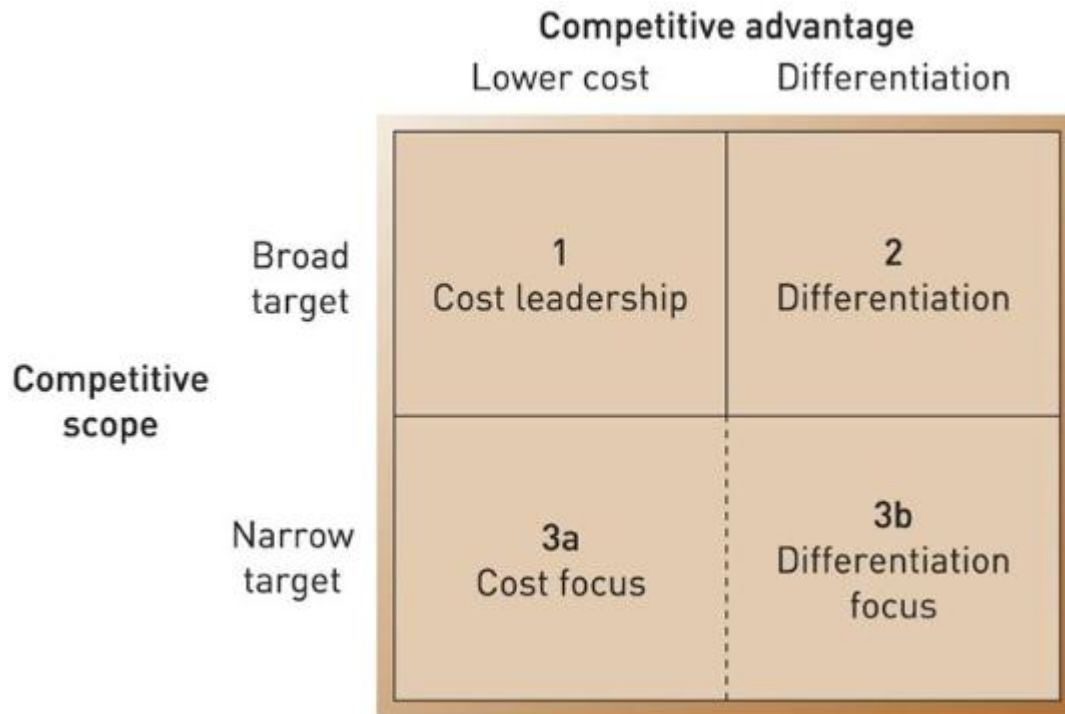 Competitive advantage
Lower cost
Differentiation
Broad
target
1
Cost leadership
2
Differentiation
Competitive
scope
Narrow
target
3a
Cost focus
3b
Differentiation
focus